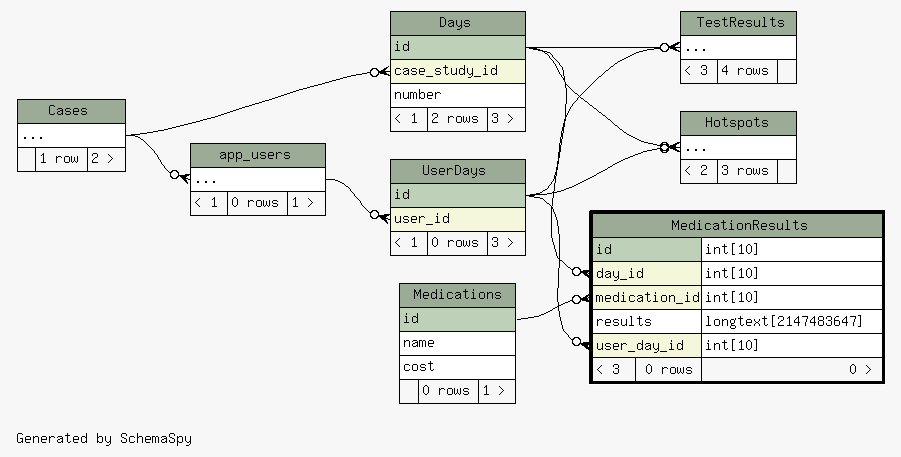 Days
id
case_study_id
number
< 1 2 rows 3 >
TestResults
...
< 3 4 rows
Cases
...
1 row 2 >
app_users
...
< 1 0 rows 1 >
UserDays
id
user_id
< 1 0 rows 3 >
Hotspots
...
< 2 3 rows
MedicationResults
id int[10]
day_id int[10]
medication_id int[10]
results longtext[2147483647]
user_day_id int[10]
< 3 0 rows 0 >
Medications
id
name
cost
0 rows 1 >
Generated by SchemaSpy